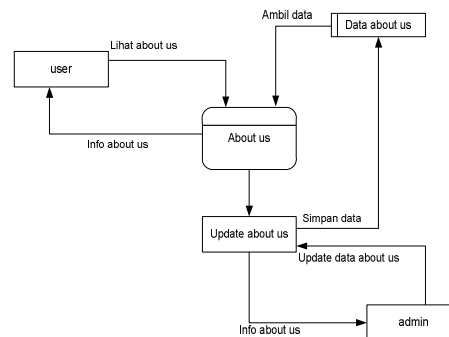 Ambil data
Data about us
Lihat about us
user
About us
Info about us
Simpan data
Update about us
Update data about us
Info about us
admin